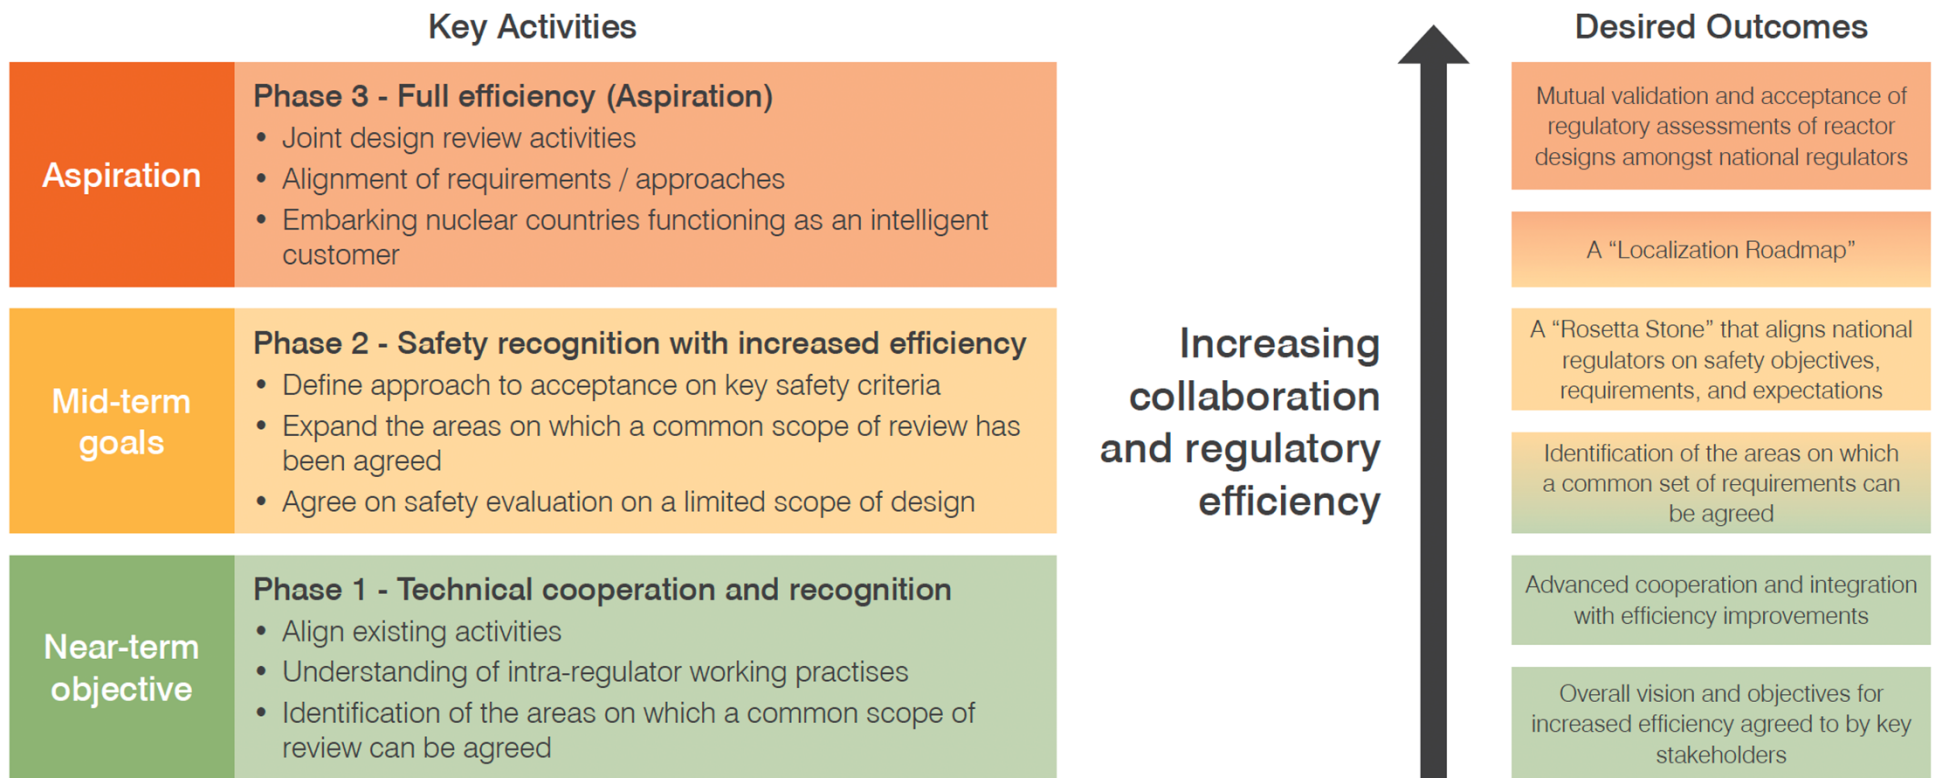 Key Activities
Aspiration
Phase 3 - Full efficiency (Aspiration)
• Joint design review activities
• Alignment of requirements / approaches
• Embarking nuclear countries functioning as an intelligent
customer
Mid-term
goals
Phase 2 - Safety recognition with increased efficiency
• Define approach to acceptance on key safety criteria
• Expand the areas on which a common scope of review has
been agreed
• Agree on safety evaluation on a limited scope of design
Near-term
objective
Phase 1 - Technical cooperation and recognition
• Align existing activities
• Understanding of intra-regulator working practises
• Identification of the areas on which a common scope of
review can be agreed
Increasing
collaboration
and regulatory
efficiency
Desired Outcomes
Mutual validation and acceptance of
regulatory assessments of reactor
designs amongst national regulators
A “Localization Roadmap”
A “Rosetta Stone” that aligns national
regulators on safety objectives,
requirements, and expectations
Identification of the areas on which
a common set of requirements can
be agreed
Advanced cooperation and integration
with efficiency improvements
Overall vision and objectives for
increased efficiency agreed to by key
stakeholders